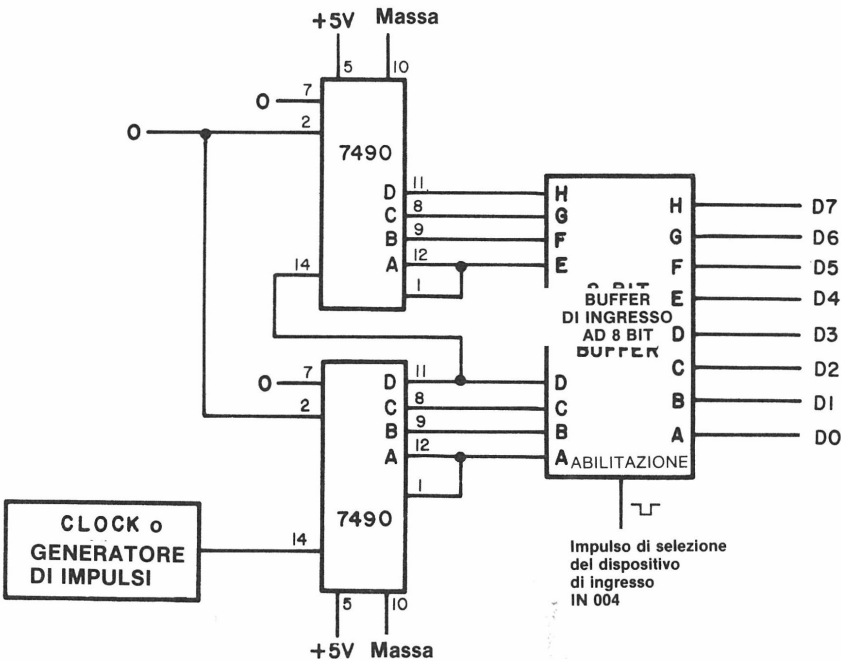 +5V Massa
5 10
O 7
O 2
7490
D 11 H
C 8 G
B 9 F
A 12 E
14
1
H D7
G D6
F D5
E D4
D D3
C D2
B D1
A D0
BUFFER
DI INGRESSO
AD 8 BIT
BUFFER
ABILITAZIONE
O 7
2
D 11 D
C 8 C
B 9 B
A 12 A
1
7490
14
5 10
+5V Massa
CLOCK o
GENERATORE
DI IMPULSI
Impulso di selezione
del dispositivo
di ingresso
IN 004